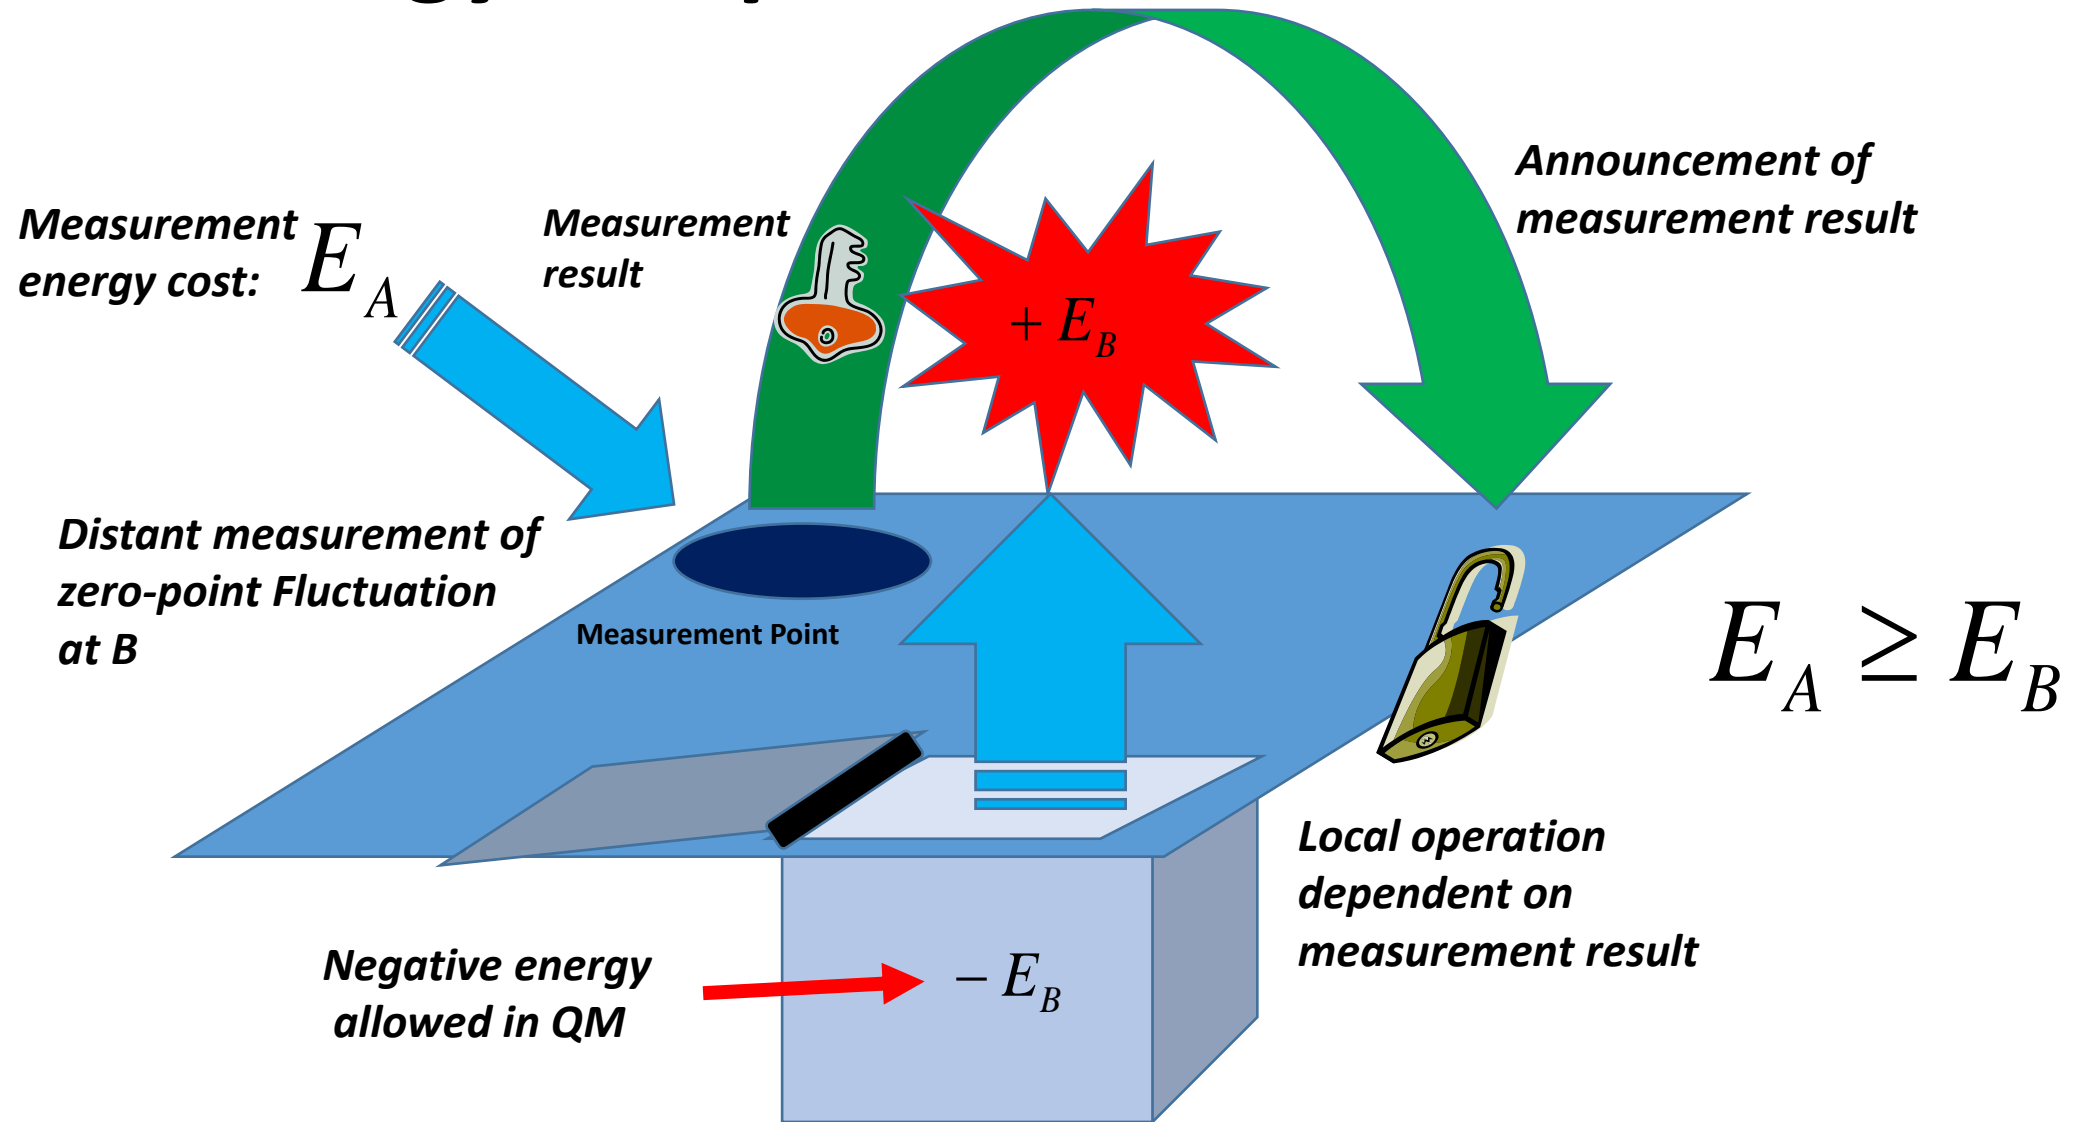 Measurement
energy cost: E_A
Measurement
result
Announcement of
measurement result
+ E_B
Distant measurement of
zero-point Fluctuation
at B
Measurement Point
E_A ≥ E_B
Local operation
dependent on
measurement result
Negative energy
allowed in QM
− E_B